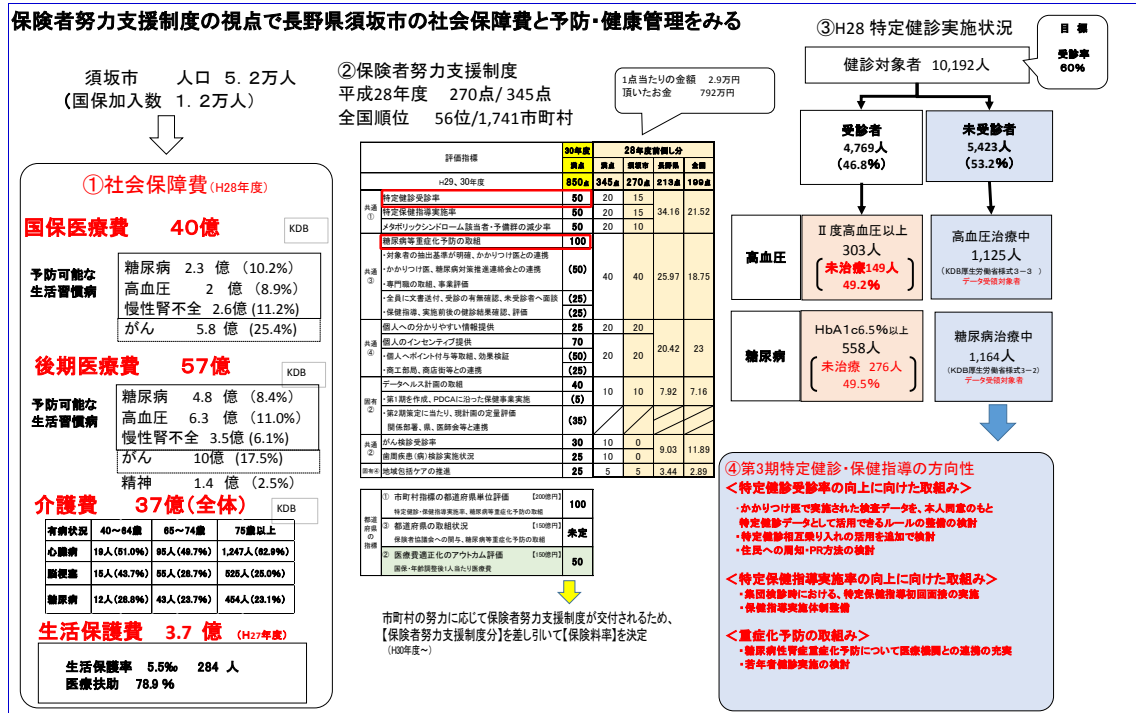 保険者努力支援制度の視点で長野県須坂市の社会保障費と予防・健康管理をみる
須坂市　人口 5.2万人
(国保加入数 1.2万人)
①社会保障費(H28年度)
国保医療費 40億
KDB
予防可能な
生活習慣病
糖尿病 2.3 億 (10.2%)
高血圧 2 億 (8.9%)
慢性腎不全 2.6億 (11.2%)
がん 5.8 億 (25.4%)
後期医療費 57億
KDB
予防可能な
生活習慣病
糖尿病 4.8 億 (8.4%)
高血圧 6.3 億 (11.0%)
慢性腎不全 3.5億 (6.1%)
がん 10億 (17.5%)
精神 1.4 億 (2.5%)
介護費 37億(全体)
KDB
有病状況 40~64歳 65~74歳 75歳以上
心臓病 19人(51.0%) 95人(49.7%) 1,247人(62.9%)
脳梗塞 15人(43.7%) 55人(28.7%) 525人(25.0%)
糖尿病 12人(26.8%) 43人(23.7%) 454人(23.1%)
生活保護費 3.7 億 (H27年度)
生活保護率 5.5‰ 284 人
医療扶助 78.9 %
②保険者努力支援制度
平成28年度 270点/ 345点
全国順位 56位/1,741市町村
1点当たりの金額 2.9万円
頂いたお金 792万円
評価指標 30年度 28年度前倒し分
満点 満点 須坂市 長野県 全国
H29、30年度 850点 345点 270点 213点 199点
共通① 特定健診受診率 50 20 15 34.16 21.52
特定保健指導実施率 50 20 15
メタボリックシンドローム該当者・予備群の減少率 50 20 10
共通③ 糖尿病等重症化予防の取組 100 40 40 25.97 18.75
・対象者の抽出基準が明確、かかりつけ医との連携
・かかりつけ医、糖尿病対策推進連絡会との連携 (50)
・専門職の取組、事業評価
・全員に文書送付、受診の有無確認、未受診者へ面談 (25)
・保健指導、実施前後の健診結果確認、評価 (25)
共通④ 個人への分かりやすい情報提供 25 20 20 20.42 23
個人のインセンティブ提供 70 20 20
・個人へポイント付与等取組、効果検証 (50)
・商工部局、商店街等との連携 (25)
固有② データヘルス計画の取組 40 10 10 7.92 7.16
・第1期を作成、PDCAに沿った保健事業実施 (5)
・第2期策定に当たり、現計画の定量評価 (35)
関係部署、県、医師会等と連携
共通② がん検診受診率 30 10 0 9.03 11.89
歯周疾患(病)検診実施状況 25 10 0
固有④ 地域包括ケアの推進 25 5 5 3.44 2.89
都道府県の指標
① 市町村指標の都道府県単位評価 【200億円】 100
特定健診・保健指導実施率、糖尿病等重症化予防の取組
③ 都道府県の取組状況 【150億円】 未定
保険者協議会への関与、糖尿病等重症化予防の取組
② 医療費適正化のアウトカム評価 【150億円】 50
国保・年齢調整後1人当たり医療費
市町村の努力に応じて保険者努力支援制度が交付されるため、
【保険者努力支援制度分】を差し引いて【保険料率】を決定
(H30年度~)
③H28 特定健診実施状況
目 標
受診率
60%
健診対象者 10,192人
受診者
4,769人
(46.8%)
未受診者
5,423人
(53.2%)
高血圧
Ⅱ度高血圧以上
303人
未治療149人
49.2%
高血圧治療中
1,125人
(KDB厚生労働省様式3-3 )
データ受領対象者
糖尿病
HbA1c6.5%以上
558人
未治療 276人
49.5%
糖尿病治療中
1,164人
(KDB厚生労働省様式3-2)
データ受領対象者
④第3期特定健診・保健指導の方向性
<特定健診受診率の向上に向けた取組み>
・かかりつけ医で実施された検査データを、本人同意のもと
特定健診データとして活用できるルールの整備の検討
・特定健診相互乗り入れの活用を追加で検討
・住民への周知・PR方法の検討
<特定保健指導実施率の向上に向けた取組み>
・集団検診時における、特定保健指導初回面接の実施
・保健指導実施体制整備
<重症化予防の取組み>
・糖尿病性腎症重症化予防について医療機関との連携の充実
・若年者健診実施の検討